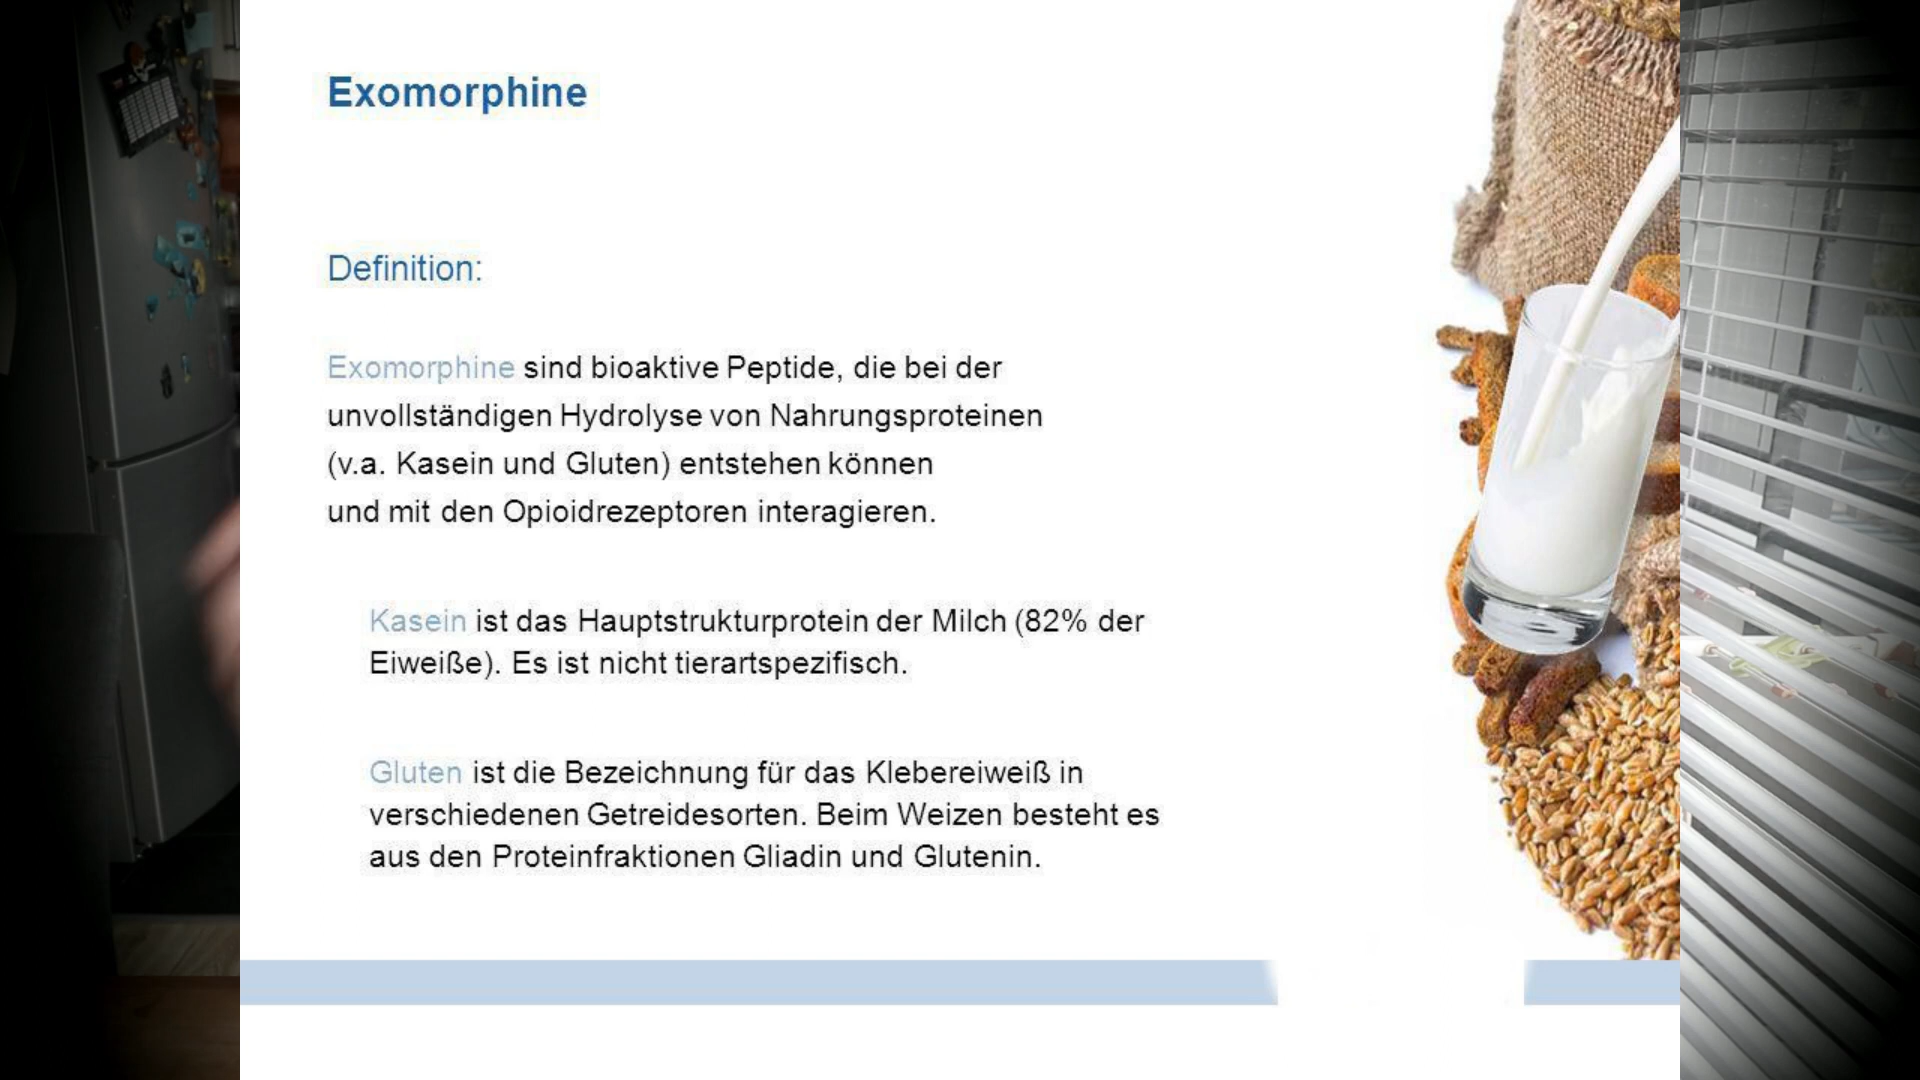 Exomorphine
Definition:
Exomorphine sind bioaktive Peptide, die bei der
unvollständigen Hydrolyse von Nahrungsproteinen
(v.a. Kasein und Gluten) entstehen können
und mit den Opioidrezeptoren interagieren.
Kasein ist das Hauptstrukturprotein der Milch (82% der
Eiweiße). Es ist nicht tierartspezifisch.
Gluten ist die Bezeichnung für das Klebereiweiß in
verschiedenen Getreidesorten. Beim Weizen besteht es
aus den Proteinfraktionen Gliadin und Glutenin.